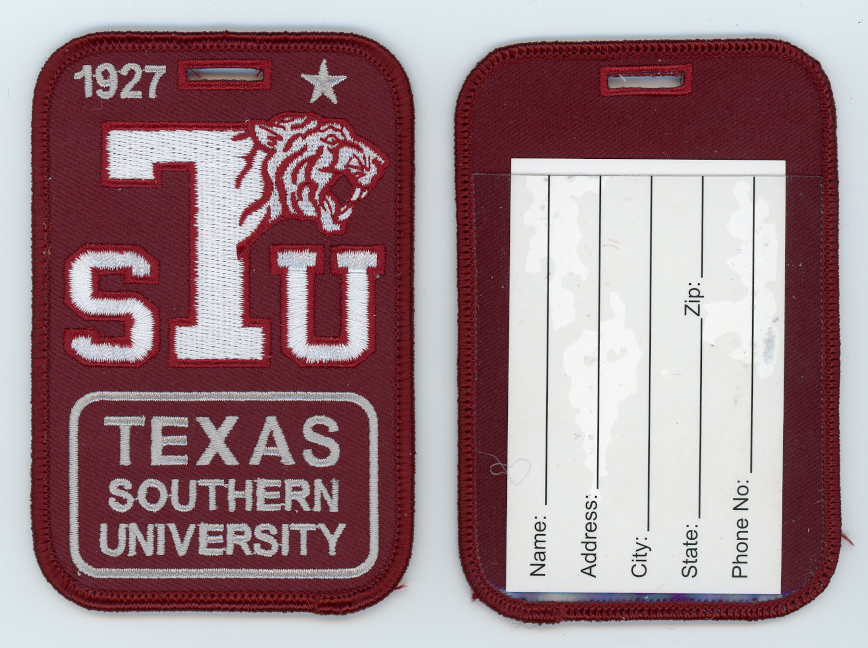 1927
TSU
TEXAS
SOUTHERN
UNIVERSITY
Name:
Address:
City:
State: Zip:
Phone No: